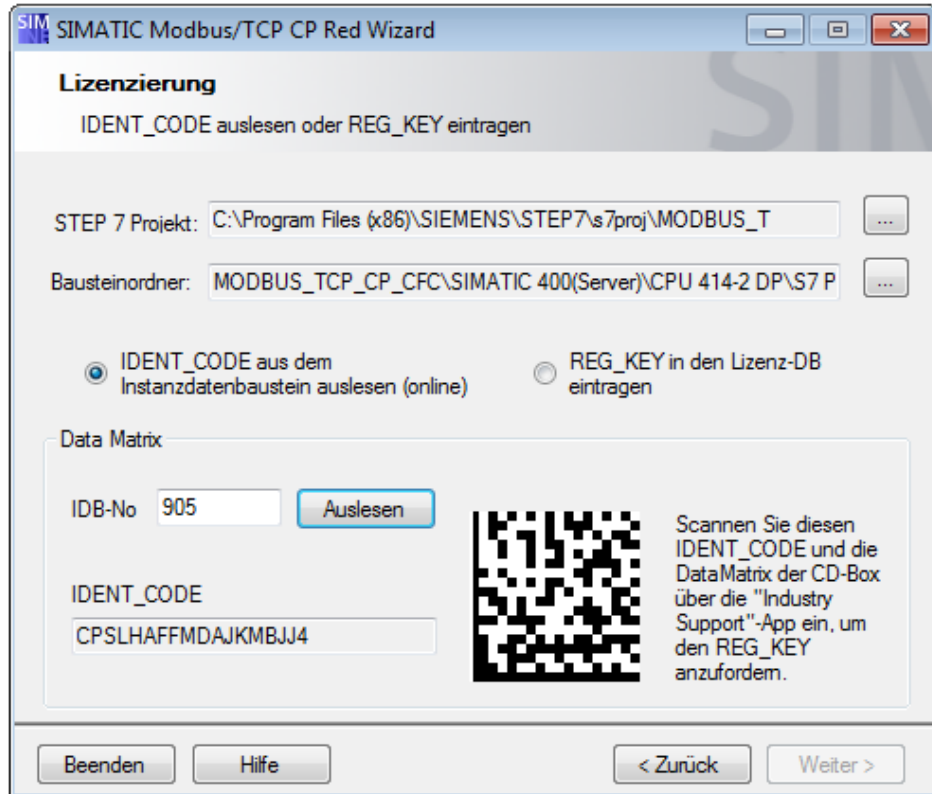 SIMATIC Modbus/TCP CP Red Wizard
Lizenzierung
IDENT_CODE auslesen oder REG_KEY eintragen
STEP 7 Projekt: C:\Program Files (x86)\SIEMENS\STEP7\s7proj\MODBUS_T ...
Bausteinordner: MODBUS_TCP_CP_CFC\SIMATIC 400(Server)\CPU 414-2 DP\S7 P ...
IDENT_CODE aus dem
Instanzdatenbaustein auslesen (online)
REG_KEY in den Lizenz-DB
eintragen
Data Matrix
IDB-No 905 Auslesen
IDENT_CODE
CPSLHAFFMDAJKMBJJ4
Scannen Sie diesen
IDENT_CODE und die
DataMatrix der CD-Box
über die "Industry
Support"-App ein, um
den REG_KEY
anzufordern.
Beenden Hilfe < Zurück Weiter >